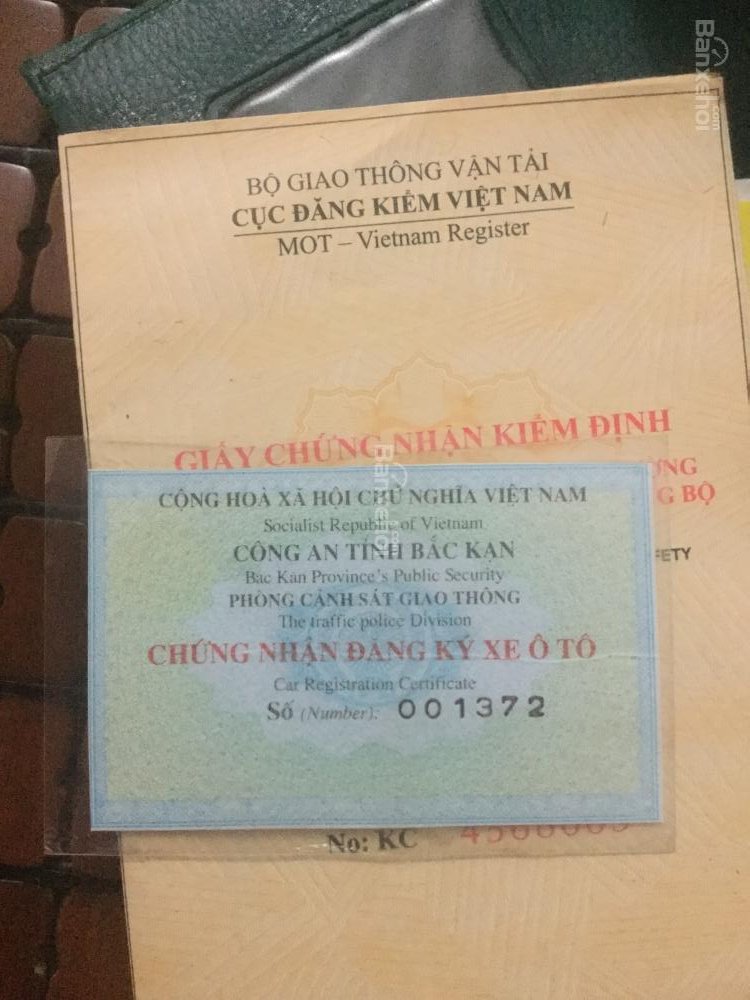 BỘ GIAO THÔNG VẬN TẢI
CỤC ĐĂNG KIỂM VIỆT NAM
MOT – Vietnam Register
GIẤY CHỨNG NHẬN KIỂM ĐỊNH
G BỘ
CỘNG HOÀ XÃ HỘI CHỦ NGHĨA VIỆT NAM
Socialist Republic of Vietnam
CÔNG AN TỈNH BẮC KẠN
Bac Kan Province's Public Security
PHÒNG CẢNH SÁT GIAO THÔNG
The traffic police Division
CHỨNG NHẬN ĐĂNG KÝ XE Ô TÔ
Car Registration Certificate
Số (Number): 001372
No: KC
Banxehoi
.com
Banxehoi